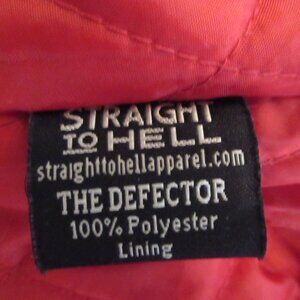 STRAIGHT
TO HELL
straighttohellapparel.com
THE DEFECTOR
100% Polyester
Lining